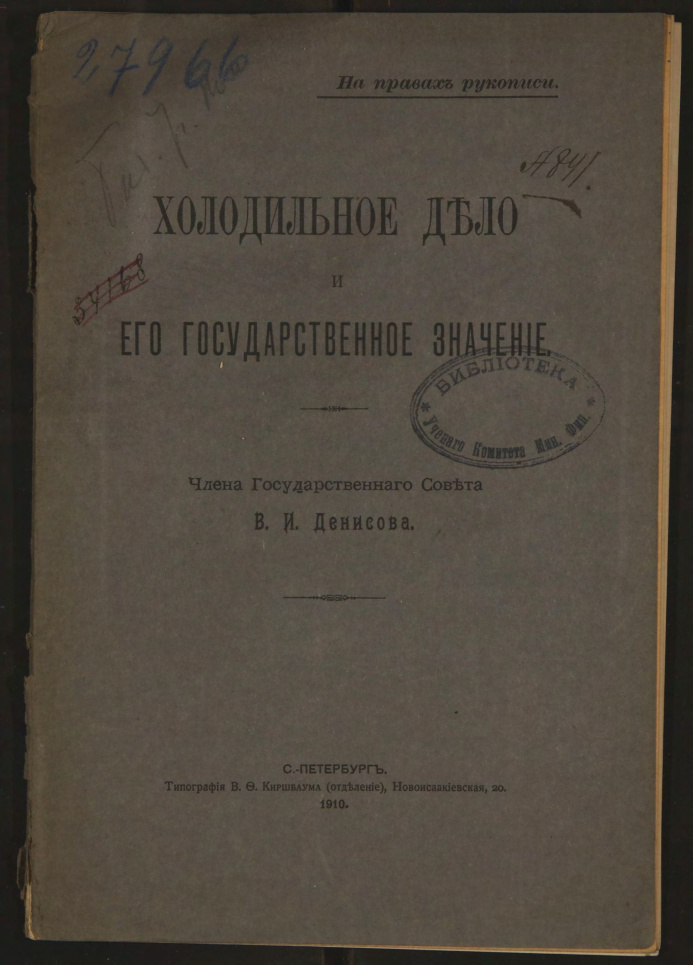 27966
На правахъ рукописи.
ХОЛОДИЛЬНОЕ ДѢЛО
54168
И
ЕГО ГОСУДАРСТВЕННОЕ ЗНАЧЕНІЕ.
БИБЛІОТЕКА
Ученаго Комитета Мин. Фин.
Члена Государственнаго Совѣта
В. И. Денисова.
С.-ПЕТЕРБУРГЪ.
Типографія В. Ѳ. Киршбаума (отдѣленіе), Новоисаакіевская, 20.
1910.